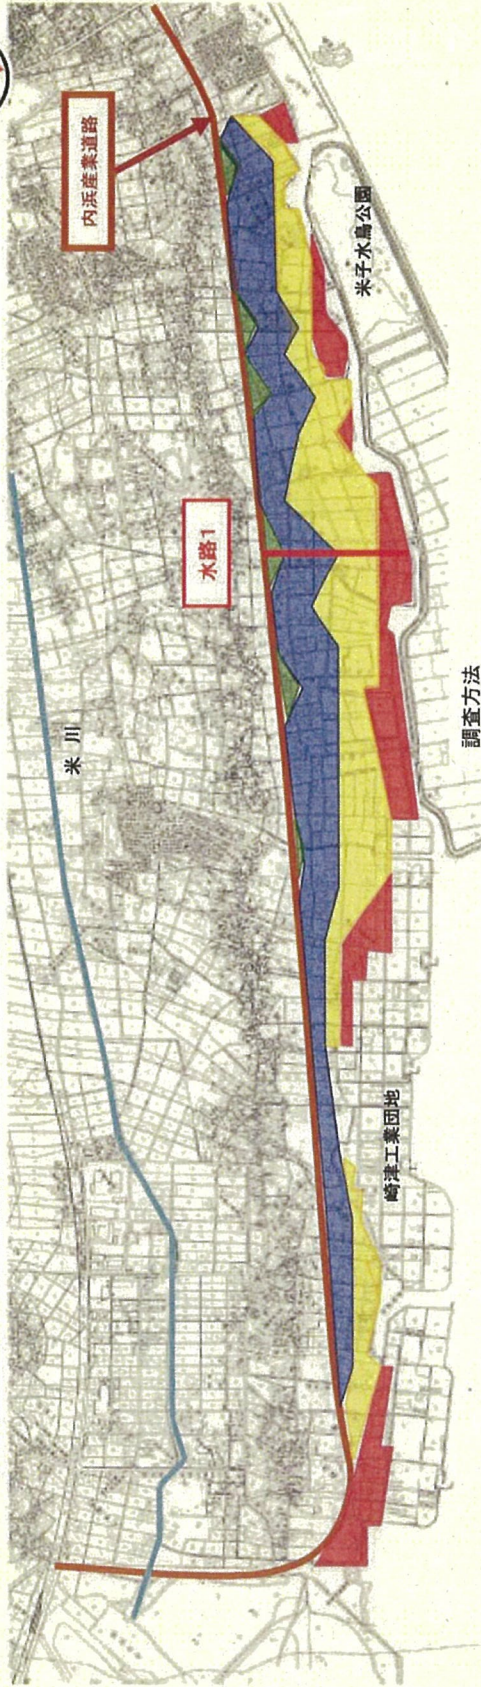 内浜産業道路
米子水鳥公園
水路1
米川
調査方法
崎津工業団地